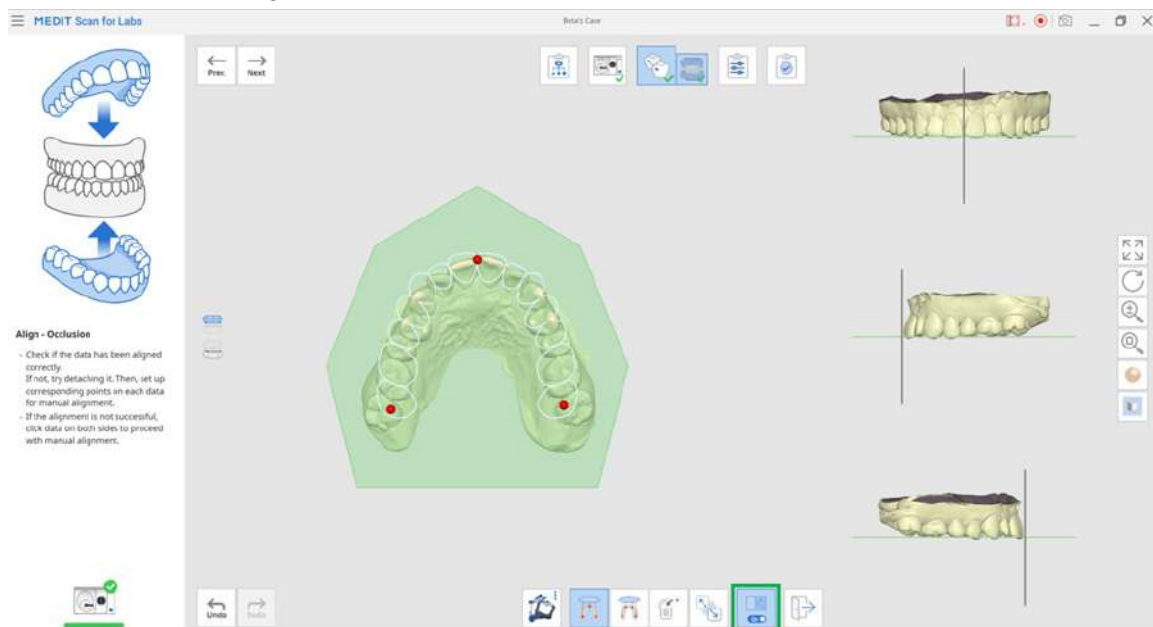 MEDIT Scan for Labs
Beta's Case
Prev.
Next
Align - Occlusion
- Check if the data has been aligned
correctly.
If not, try detaching it. Then, set up
corresponding points on each data
for manual alignment.
- If the alignment is not successful,
click data on both sides to proceed
with manual alignment.
Undo
Redo